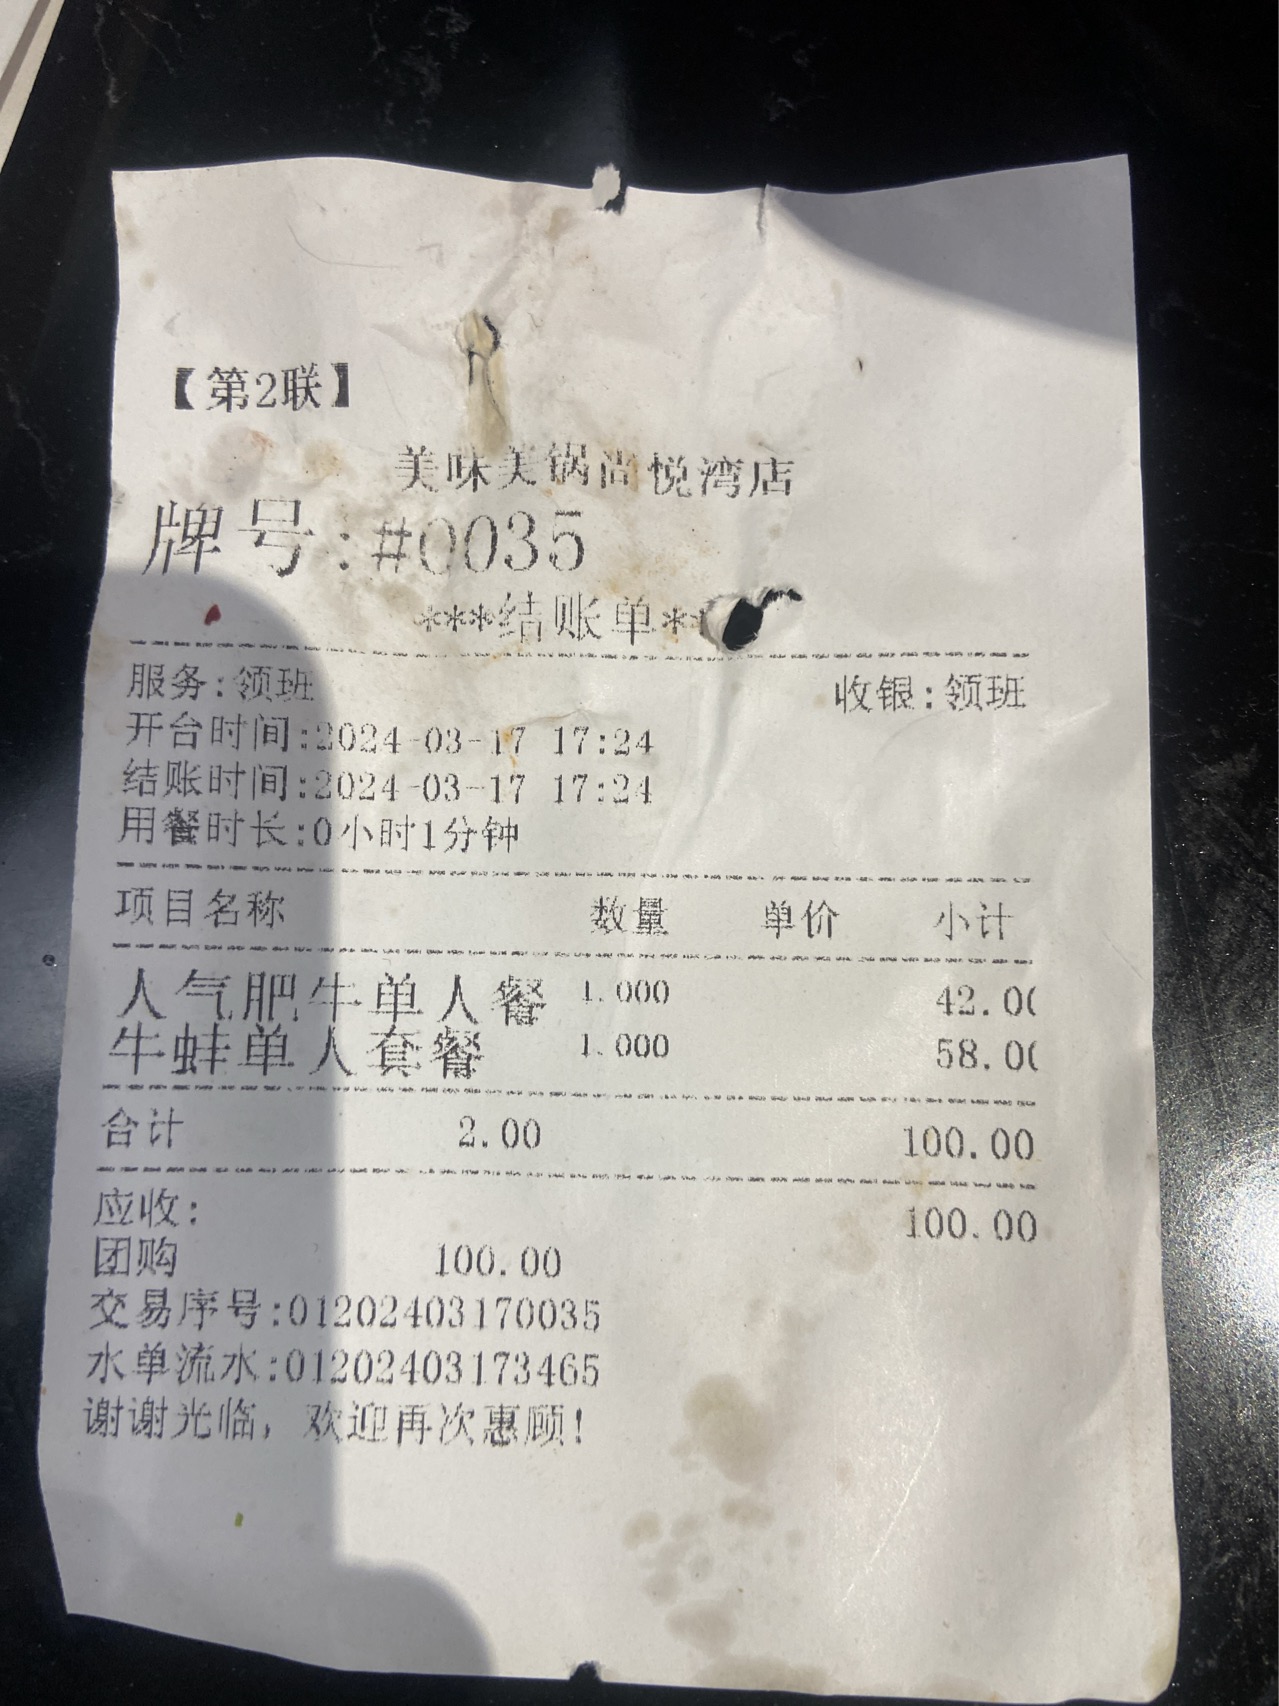 【第2联】
美味美锅尚悦湾店
牌号:#0035
***结账单**
服务:领班 收银:领班
开台时间:2024-03-17 17:24
结账时间:2024-03-17 17:24
用餐时长:0小时1分钟
项目名称 数量 单价 小计
人气肥牛单人餐 1.000 42.0
牛蛙单人套餐 1.000 58.0
合计 2.00 100.00
应收: 100.00
团购 100.00
交易序号:01202403170035
水单流水:01202403173465
谢谢光临, 欢迎再次惠顾!